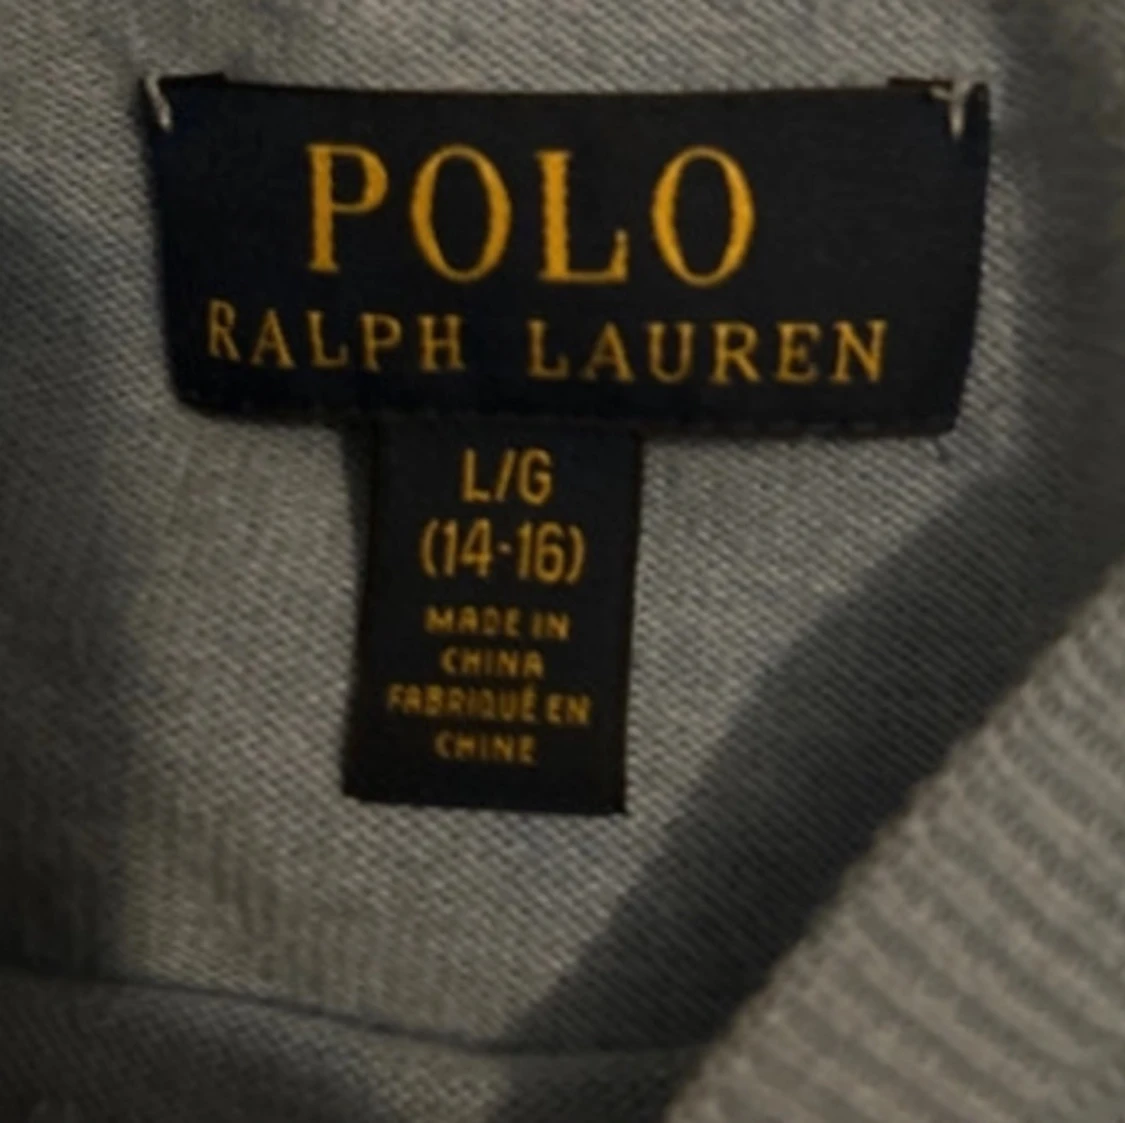 POLO
RALPH LAUREN
L/G
(14-16)
MADE IN
CHINA
FABRIQUÉ EN
CHINE